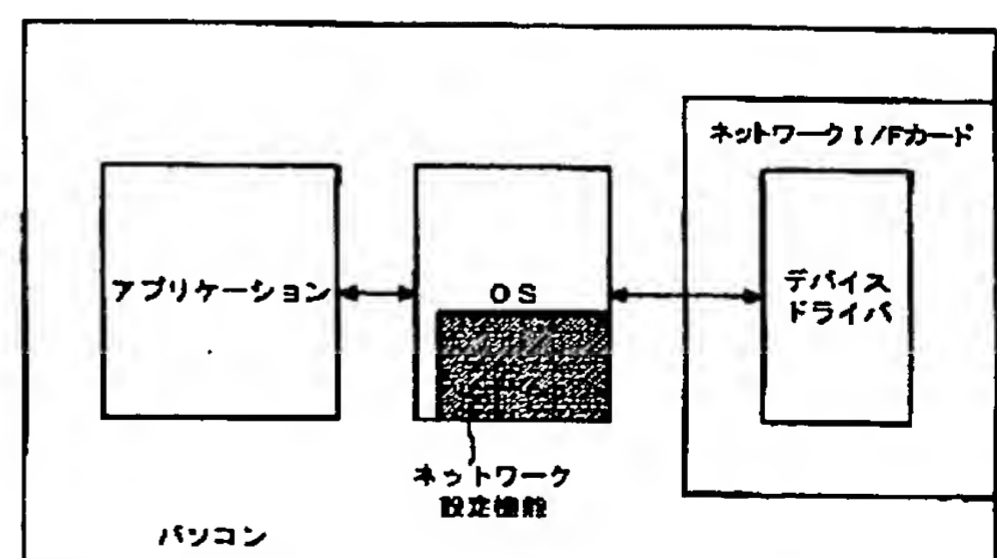 ネットワークI/Fカード
アプリケーション
OS
デバイス
ドライバ
ネットワーク
設定機能
パソコン